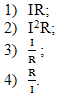 1) IR;
2) I²R;
3) I/R ;
4) R/I.